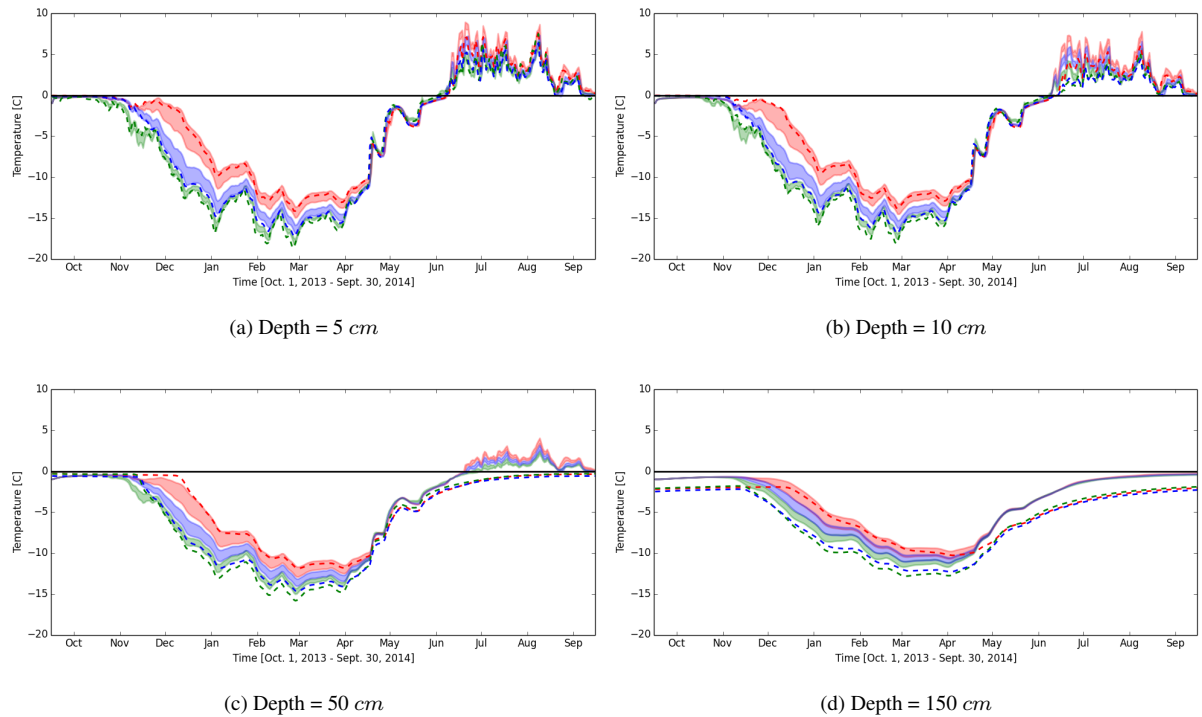 10
5
0
−5
−10
−15
−20
Temperature [C]
Oct Nov Dec Jan Feb Mar Apr May Jun Jul Aug Sep
Time [Oct. 1, 2013 - Sept. 30, 2014]
(a) Depth = 5 cm
10
5
0
−5
−10
−15
−20
Temperature [C]
Oct Nov Dec Jan Feb Mar Apr May Jun Jul Aug Sep
Time [Oct. 1, 2013 - Sept. 30, 2014]
(b) Depth = 10 cm
10
5
0
−5
−10
−15
−20
Temperature [C]
Oct Nov Dec Jan Feb Mar Apr May Jun Jul Aug Sep
Time [Oct. 1, 2013 - Sept. 30, 2014]
(c) Depth = 50 cm
10
5
0
−5
−10
−15
−20
Temperature [C]
Oct Nov Dec Jan Feb Mar Apr May Jun Jul Aug Sep
Time [Oct. 1, 2013 - Sept. 30, 2014]
(d) Depth = 150 cm